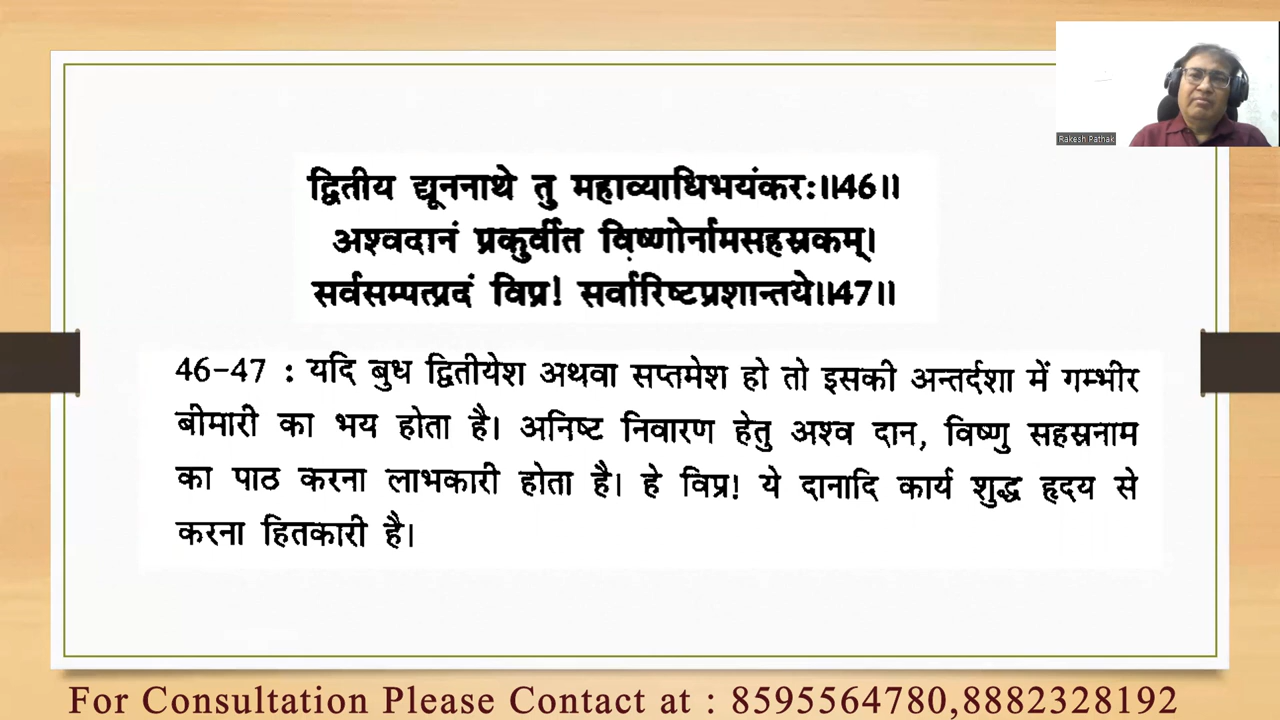 Rakesh Pathak
द्वितीय द्यूननाथे तु महाव्याधिभयंकरः॥46॥
अश्वदानं प्रकुर्वीत विष्णोर्नामसहस्रकम्।
सर्वसम्पत्प्रदं विप्र! सर्वारिष्टप्रशान्तये॥47॥
46-47 : यदि बुध द्वितीयेश अथवा सप्तमेश हो तो इसकी अन्तर्दशा में गम्भीर
बीमारी का भय होता है। अनिष्ट निवारण हेतु अश्व दान, विष्णु सहस्रनाम
का पाठ करना लाभकारी होता है। हे विप्र! ये दानादि कार्य शुद्ध हृदय से
करना हितकारी है।
For Consultation Please Contact at : 8595564780,8882328192